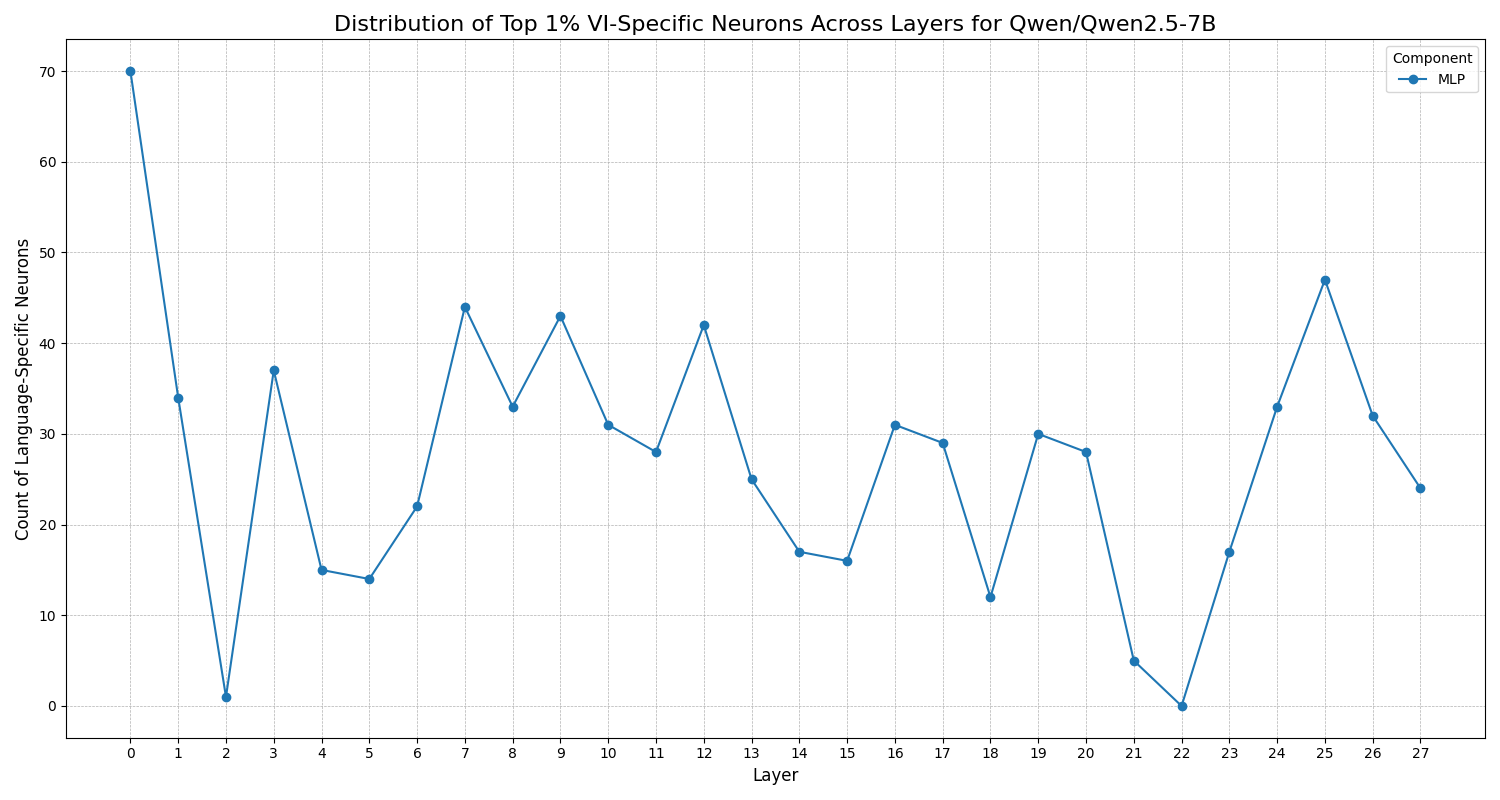 Distribution of Top 1% VI-Specific Neurons Across Layers for Qwen/Qwen2.5-7B
Component
MLP
Count of Language-Specific Neurons
70
60
50
40
30
20
10
0
0 1 2 3 4 5 6 7 8 9 10 11 12 13 14 15 16 17 18 19 20 21 22 23 24 25 26 27
Layer